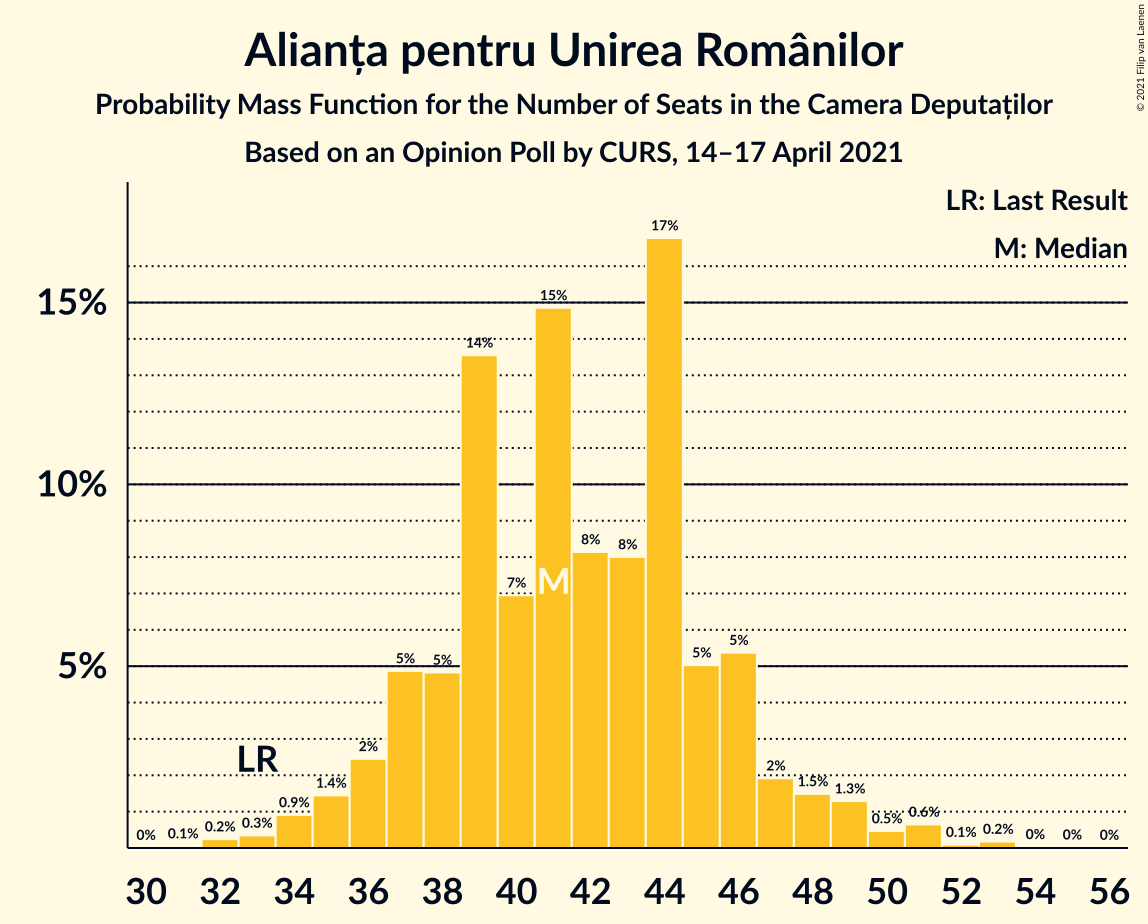 Alianța pentru Unirea Românilor
Probability Mass Function for the Number of Seats in the Camera Deputaților
Based on an Opinion Poll by CURS, 14–17 April 2021
© 2021 Filip van Laenen
LR: Last Result
M: Median
17%
15%
15%
14%
10%
8%
8%
7%
M
5%
5%
5%
5%
5%
LR
2%
2%
1.4%
1.5%
1.3%
0.9%
0.6%
0.5%
0% 0.1% 0.2% 0.3% 0.1% 0.2% 0% 0% 0%
30 32 34 36 38 40 42 44 46 48 50 52 54 56